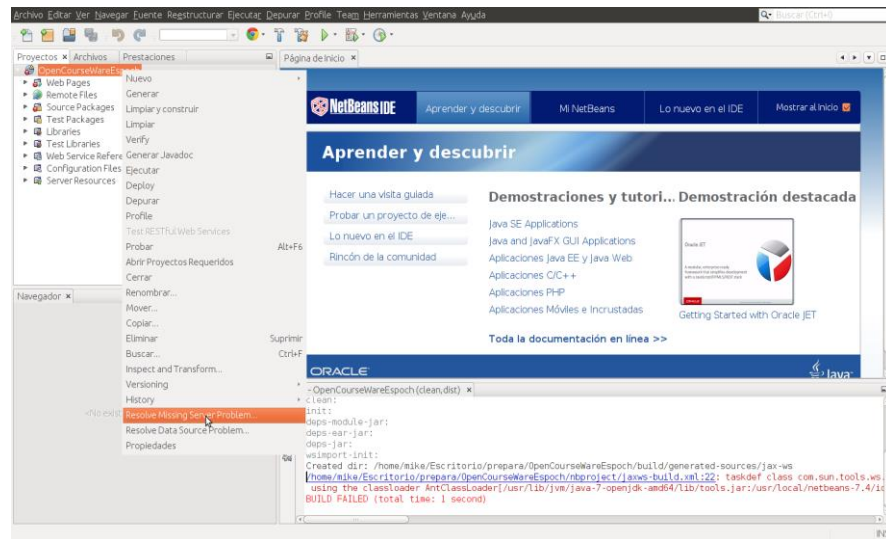 Archivo Editar Ver Navegar Fuente Reestructurar Ejecutar Depurar Profile Team Herramientas Ventana Ayuda
Buscar (Ctrl+I)
Proyectos Archivos Prestaciones
Página de Inicio
OpenCourseWareEspoch
Web Pages
Remote Files
Source Packages
Test Packages
Libraries
Test Libraries
Web Service Refere
Configuration Files
Server Resources
Navegador
<No
Nuevo
Generar
Limpiar y construir
Limpiar
Verify
Generar Javadoc
Ejecutar
Deploy
Depurar
Profile
Test RESTful Web Services
Probar Alt+F6
Abrir Proyectos Requeridos
Cerrar
Renombrar...
Mover...
Copiar...
Eliminar Suprimir
Buscar... Ctrl+F
Inspect and Transform...
Versioning
History
Resolve Missing Server Problem...
Resolve Data Source Problem...
Propiedades
NetBeans IDE
Aprender y descubrir Mi NetBeans Lo nuevo en el IDE Mostrar al Inicio
Aprender y descubrir
Hacer una visita guiada
Probar un proyecto de eje...
Lo nuevo en el IDE
Rincón de la comunidad
Demostraciones y tutori...
Java SE Applications
Java and JavaFX GUI Applications
Aplicaciones Java EE y Java Web
Aplicaciones C/C++
Aplicaciones PHP
Aplicaciones Móviles e Incrustadas
Toda la documentación en línea >>
Demostración destacada
Oracle JET
Getting Started with Oracle JET
ORACLE
Java
- OpenCourseWareEspoch (clean,dist)
clean:
init:
deps-module-jar:
deps-ear-jar:
deps-jar:
wsimport-init:
Created dir: /home/mike/Escritorio/prepara/OpenCourseWareEspoch/build/generated-sources/jax-ws
/home/mike/Escritorio/prepara/OpenCourseWareEspoch/nbproject/jaxws-build.xml:22: taskdef class com.sun.tools.ws.
using the classloader AntClassLoader[/usr/lib/jvm/java-7-openjdk-amd64/lib/tools.jar:/usr/local/netbeans-7.4/
BUILD FAILED (total time: 1 second)